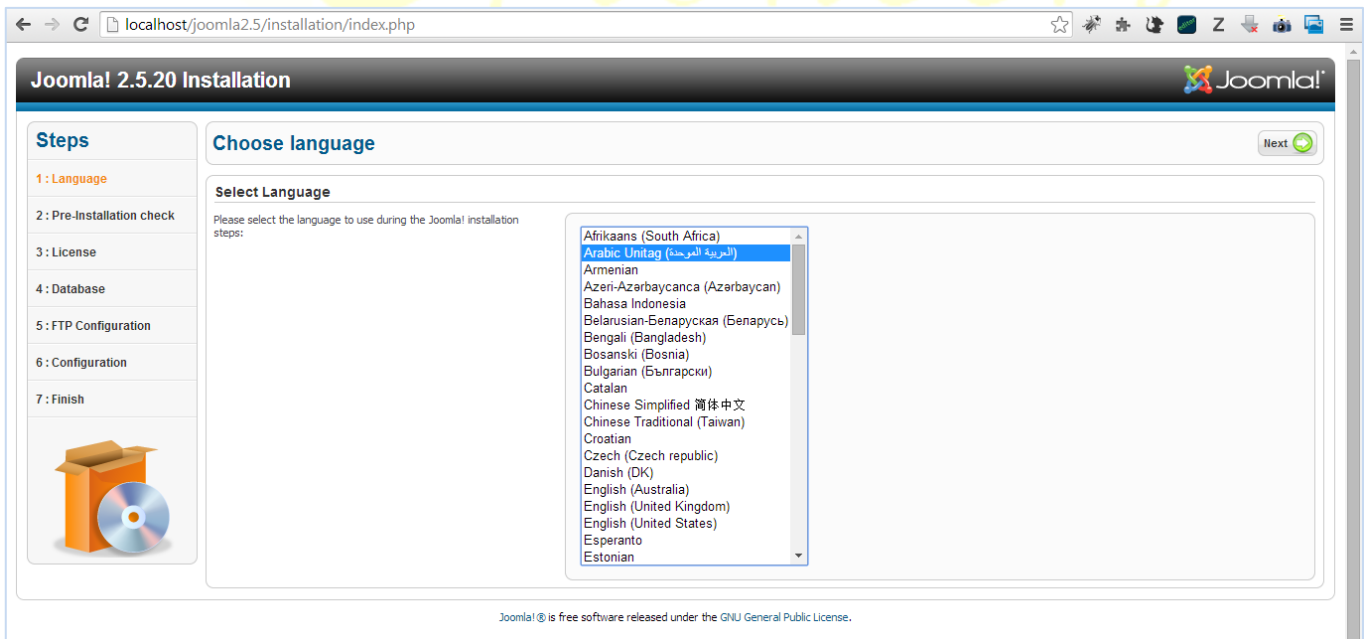 localhost/joomla2.5/installation/index.php
Joomla! 2.5.20 Installation
Joomla!
Steps
1 : Language
2 : Pre-Installation check
3 : License
4 : Database
5 : FTP Configuration
6 : Configuration
7 : Finish
Choose language
Next
Select Language
Please select the language to use during the Joomla! installation
steps:
Afrikaans (South Africa)
Arabic Unitag (العربية الموحدة)
Armenian
Azeri-Azərbaycanca (Azərbaycan)
Bahasa Indonesia
Belarusian-Беларуская (Беларусь)
Bengali (Bangladesh)
Bosanski (Bosnia)
Bulgarian (Български)
Catalan
Chinese Simplified 简体中文
Chinese Traditional (Taiwan)
Croatian
Czech (Czech republic)
Danish (DK)
English (Australia)
English (United Kingdom)
English (United States)
Esperanto
Estonian
Joomla!® is free software released under the GNU General Public License.